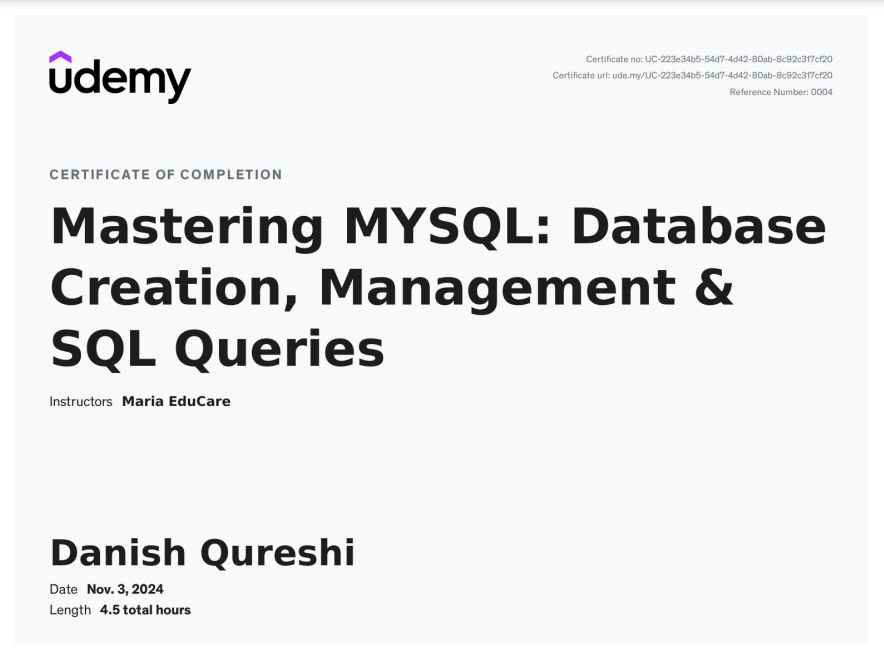 udemy
Certificate no: UC-223e34b5-54d7-4d42-80ab-8c92c317cf20
Certificate url: ude.my/UC-223e34b5-54d7-4d42-80ab-8c92c317cf20
Reference Number: 0004
CERTIFICATE OF COMPLETION
Mastering MYSQL: Database
Creation, Management &
SQL Queries
Instructors Maria EduCare
Danish Qureshi
Date Nov. 3, 2024
Length 4.5 total hours